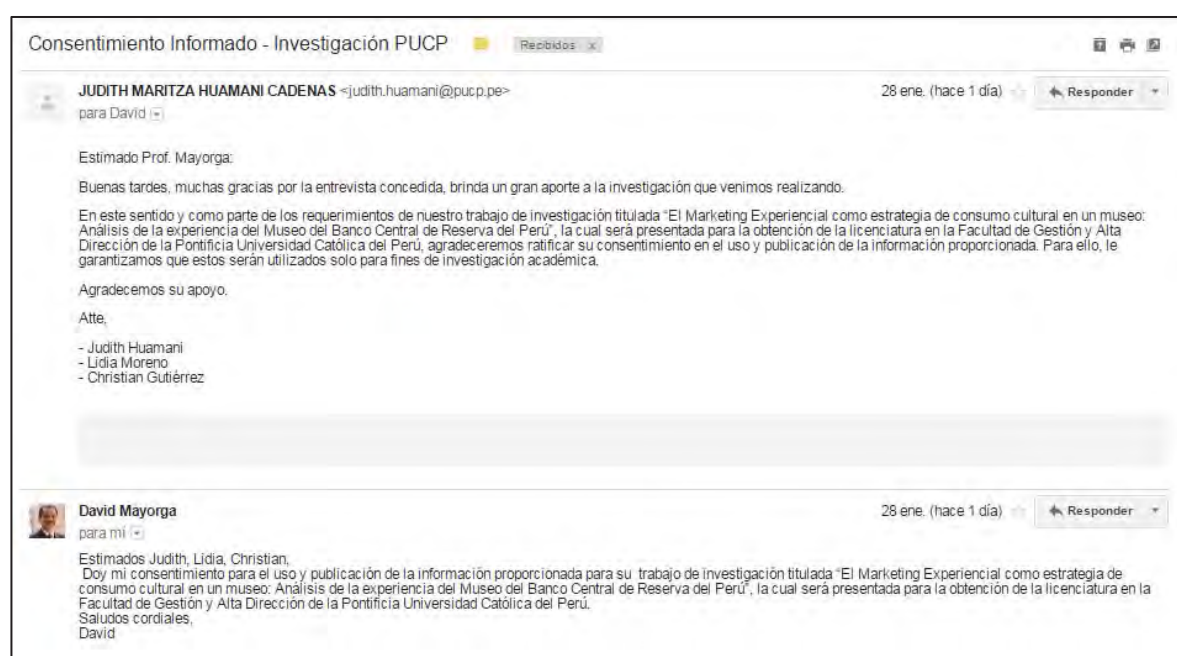 Consentimiento Informado - Investigación PUCP
Recibidos x
JUDITH MARITZA HUAMANI CADENAS <judith.huamani@pucp.pe>
28 ene. (hace 1 día)
Responder
para David
Estimado Prof. Mayorga:
Buenas tardes, muchas gracias por la entrevista concedida, brinda un gran aporte a la investigación que venimos realizando.
En este sentido y como parte de los requerimientos de nuestro trabajo de investigación titulada "El Marketing Experiencial como estrategia de consumo cultural en un museo:
Análisis de la experiencia del Museo del Banco Central de Reserva del Perú", la cual será presentada para la obtención de la licenciatura en la Facultad de Gestión y Alta
Dirección de la Pontificia Universidad Católica del Perú, agradeceremos ratificar su consentimiento en el uso y publicación de la información proporcionada. Para ello, le
garantizamos que estos serán utilizados solo para fines de investigación académica.
Agradecemos su apoyo.
Atte,
- Judith Huamani
- Lidia Moreno
- Christian Gutiérrez
David Mayorga
28 ene. (hace 1 día)
Responder
para mí
Estimados Judith, Lidia, Christian,
Doy mi consentimiento para el uso y publicación de la información proporcionada para su trabajo de investigación titulada "El Marketing Experiencial como estrategia de
consumo cultural en un museo: Análisis de la experiencia del Museo del Banco Central de Reserva del Perú", la cual será presentada para la obtención de la licenciatura en la
Facultad de Gestión y Alta Dirección de la Pontificia Universidad Católica del Perú.
Saludos cordiales,
David